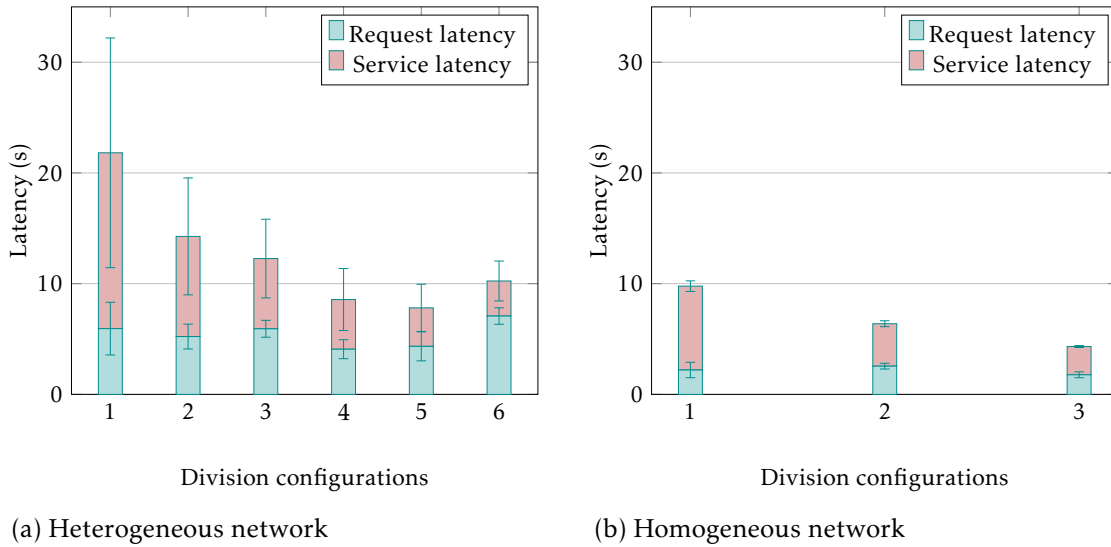 Request latency
Service latency
30
20
10
0
Latency (s)
1 2 3 4 5 6
Division configurations
(a) Heterogeneous network
Request latency
Service latency
30
20
10
0
Latency (s)
1 2 3
Division configurations
(b) Homogeneous network